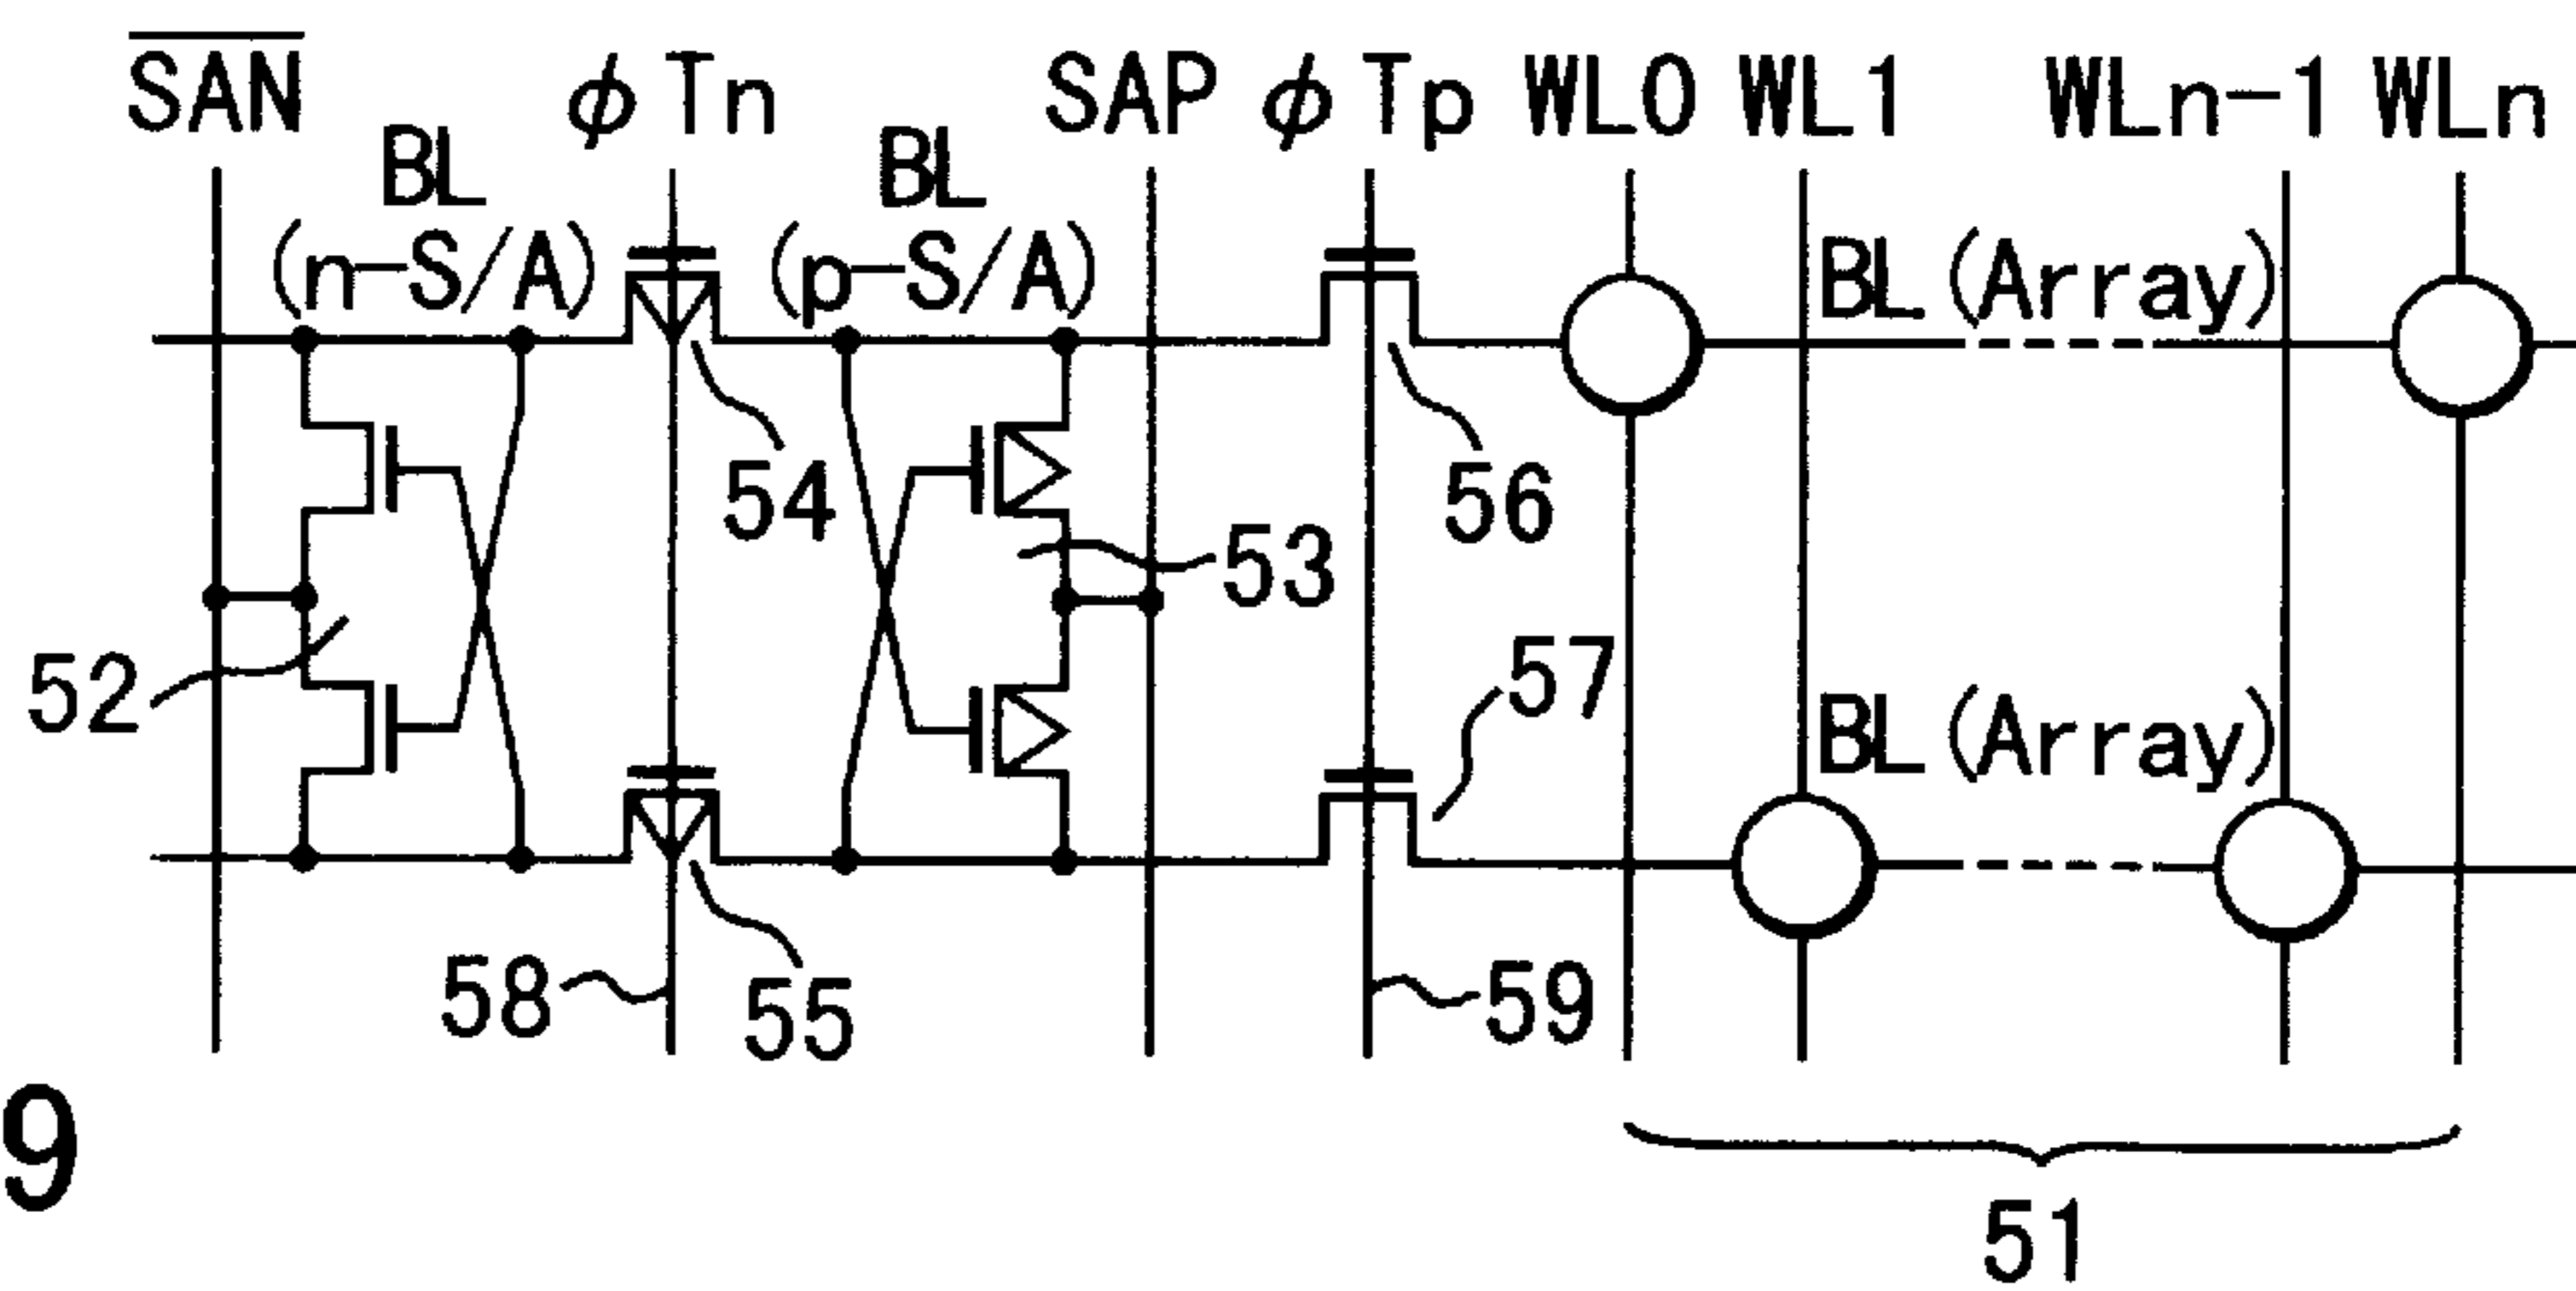 S̅A̅N̅ φTn SAP φTp WL0 WL1 WLn-1 WLn
BL BL
(n-S/A) (p-S/A) BL(Array)
54 56
53
52 57
BL(Array)
58 55 59
9
51